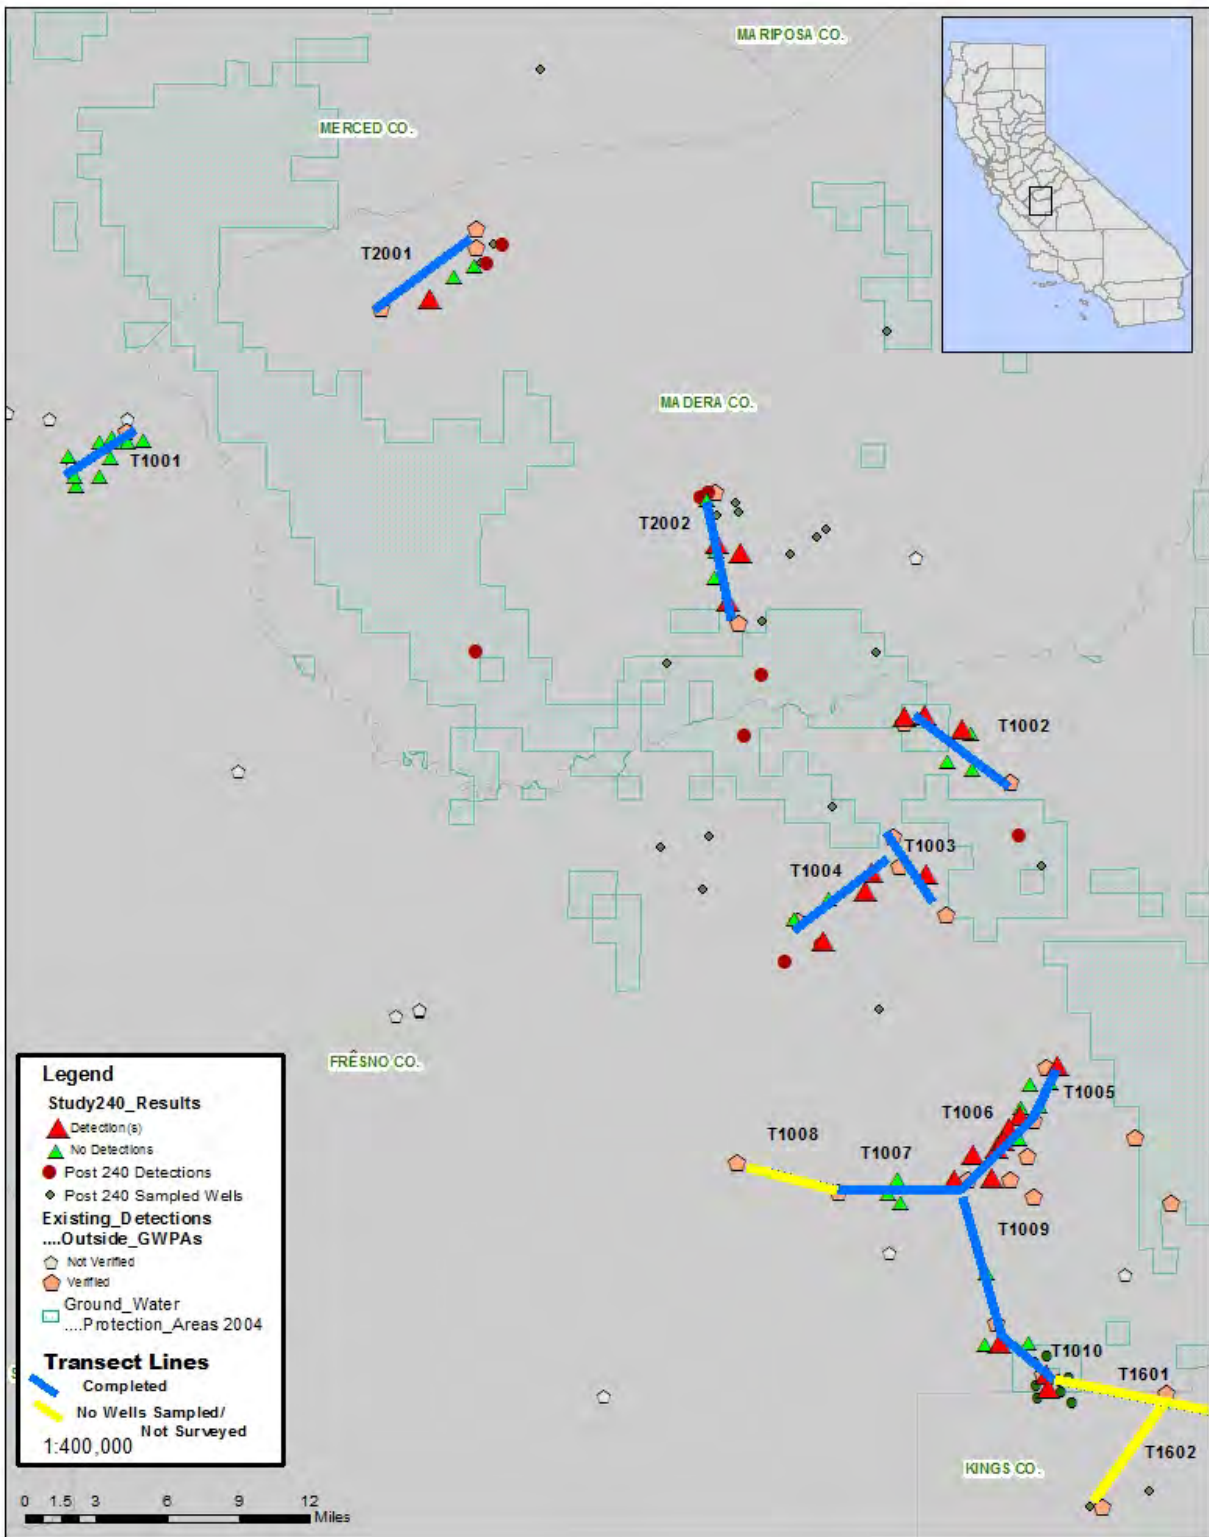 MARIPOSA CO.
MERCED CO.
T2001
MADERA CO.
T1001
T2002
T1002
T1003
T1004
FRESNO CO.
T1005
T1006
T1008
T1007
T1009
T1010
T1601
T1602
KINGS CO.
Legend
Study240_Results
Detection(s)
No Detections
Post 240 Detections
Post 240 Sampled Wells
Existing_Detections
....Outside_GWPAs
Not Verified
Verified
Ground_Water
....Protection_Areas 2004
Transect Lines
Completed
No Wells Sampled/
Not Surveyed
1:400,000
0 1.5 3 6 9 12
Miles